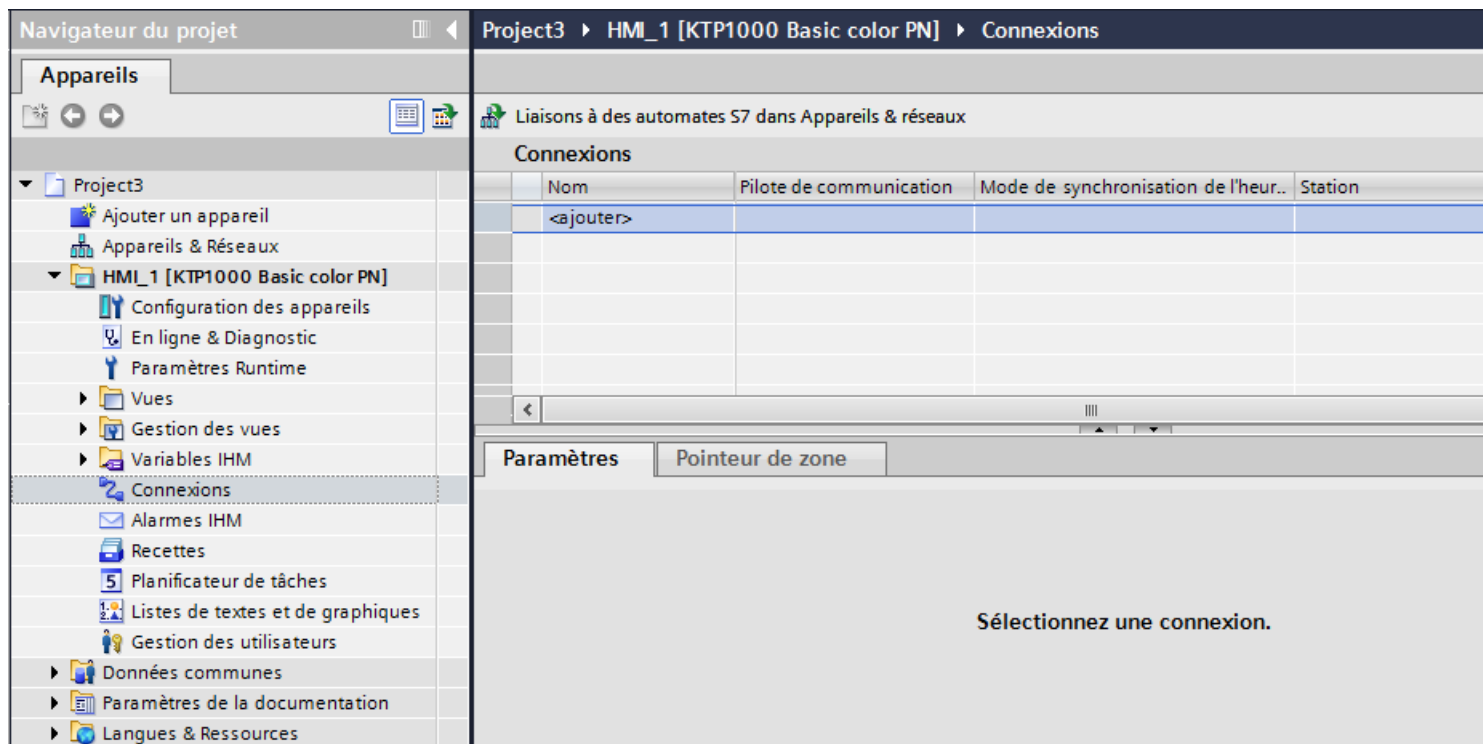 Navigateur du projet
Appareils
Project3
Ajouter un appareil
Appareils & Réseaux
HMI_1 [KTP1000 Basic color PN]
Configuration des appareils
En ligne & Diagnostic
Paramètres Runtime
Vues
Gestion des vues
Variables IHM
Connexions
Alarmes IHM
Recettes
Planificateur de tâches
Listes de textes et de graphiques
Gestion des utilisateurs
Données communes
Paramètres de la documentation
Langues & Ressources
Project3 HMI_1 [KTP1000 Basic color PN] Connexions
Liaisons à des automates S7 dans Appareils & réseaux
Connexions
Nom Pilote de communication Mode de synchronisation de l'heur.. Station
<ajouter>
Paramètres Pointeur de zone
Sélectionnez une connexion.